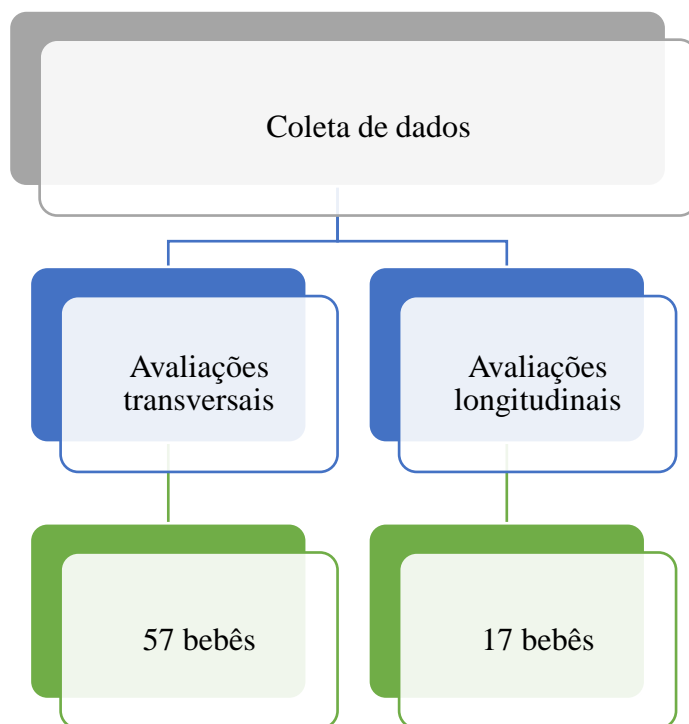 Coleta de dados
Avaliações
transversais
Avaliações
longitudinais
57 bebês
17 bebês